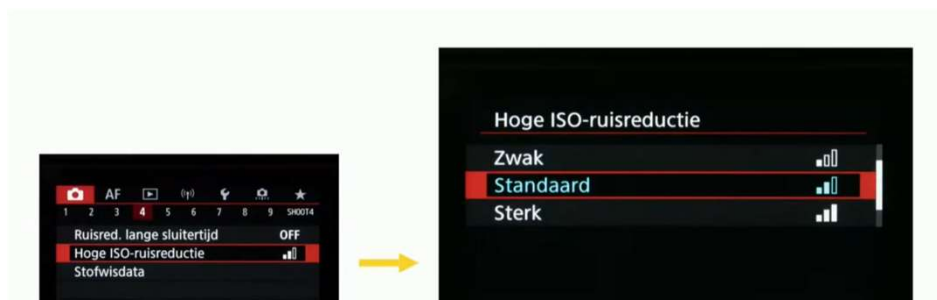 AF
1 2 3 4 5 6 7 8 9 SHOOT4
Ruisred. lange sluitertijd OFF
Hoge ISO-ruisreductie
Stofwisdata
Hoge ISO-ruisreductie
Zwak
Standaard
Sterk